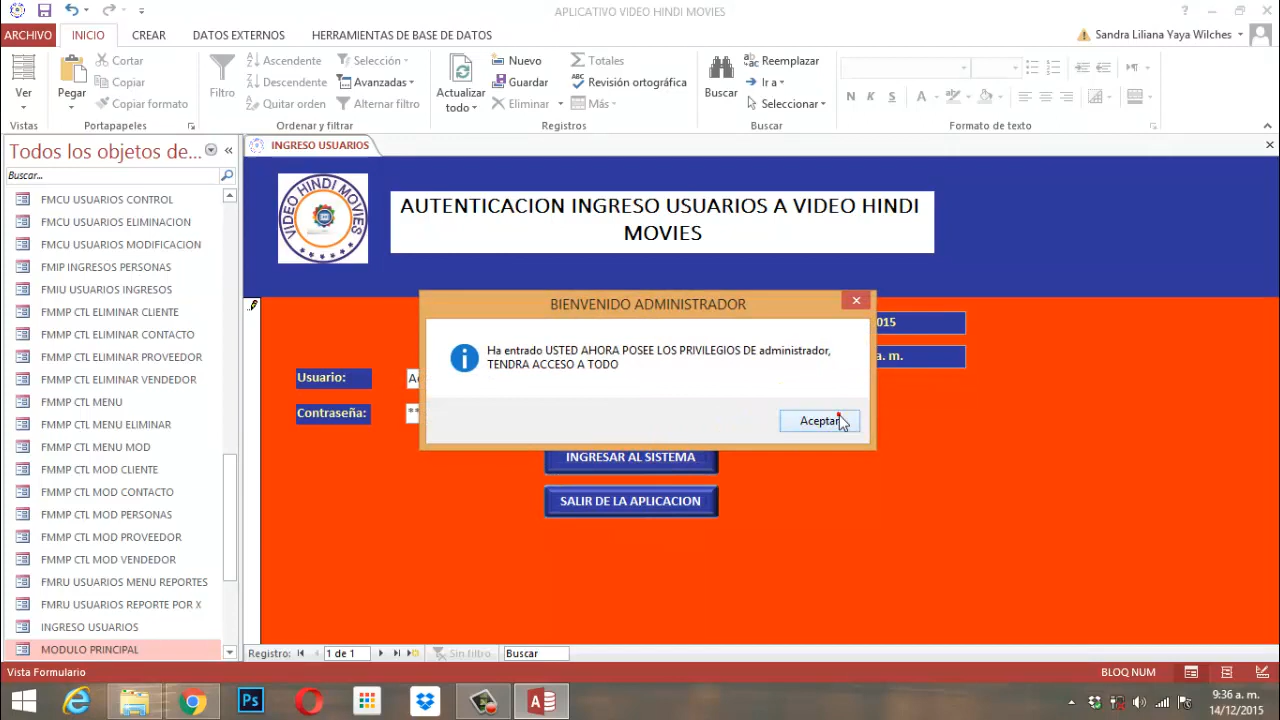 APLICATIVO VIDEO HINDI MOVIES
ARCHIVO INICIO CREAR DATOS EXTERNOS HERRAMIENTAS DE BASE DE DATOS Sandra Liliana Yaya Wilches
Ver
Vistas
Pegar
Cortar
Copiar
Copiar formato
Portapapeles
Filtro
Ascendente
Descendente
Quitar orden
Selección
Avanzadas
Alternar filtro
Ordenar y filtrar
Actualizar
todo
Nuevo
Guardar
Eliminar
Totales
Revisión ortográfica
Más
Registros
Buscar
Reemplazar
Ir a
Seleccionar
Buscar
N K S
A
Formato de texto
Todos los objetos de...
Buscar...
FMCU USUARIOS CONTROL
FMCU USUARIOS ELIMINACION
FMCU USUARIOS MODIFICACION
FMIP INGRESOS PERSONAS
FMIU USUARIOS INGRESOS
FMMP CTL ELIMINAR CLIENTE
FMMP CTL ELIMINAR CONTACTO
FMMP CTL ELIMINAR PROVEEDOR
FMMP CTL ELIMINAR VENDEDOR
FMMP CTL MENU
FMMP CTL MENU ELIMINAR
FMMP CTL MENU MOD
FMMP CTL MOD CLIENTE
FMMP CTL MOD CONTACTO
FMMP CTL MOD PERSONAS
FMMP CTL MOD PROVEEDOR
FMMP CTL MOD VENDEDOR
FMRU USUARIOS MENU REPORTES
FMRU USUARIOS REPORTE POR X
INGRESO USUARIOS
MODULO PRINCIPAL
INGRESO USUARIOS
VIDEO HINDI MOVIES
AUTENTICACION INGRESO USUARIOS A VIDEO HINDI
MOVIES
015
a. m.
Usuario:
Contraseña: **
BIENVENIDO ADMINISTRADOR
Ha entrado USTED AHORA POSEE LOS PRIVILEGIOS DE administrador,
TENDRA ACCESO A TODO
Aceptar
INGRESAR AL SISTEMA
SALIR DE LA APLICACION
Registro: 1 de 1 Sin filtro Buscar
Vista Formulario BLOQ NUM
Ps
9:36 a. m.
14/12/2015